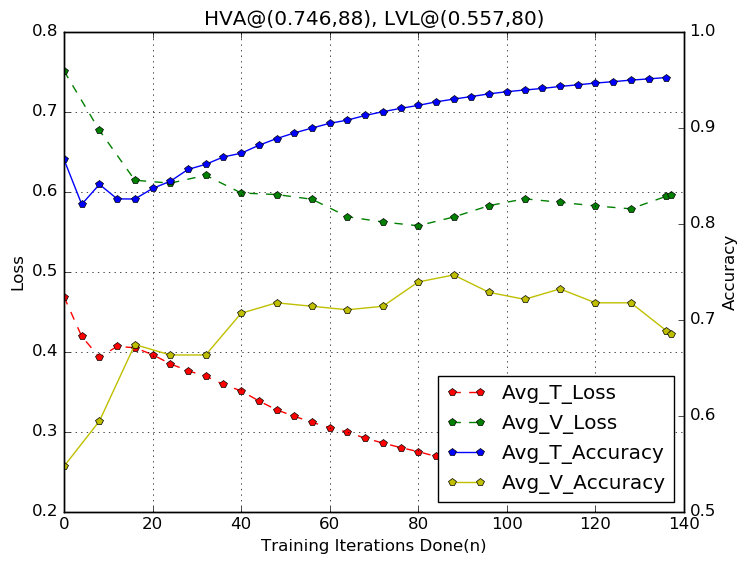 HVA@(0.746,88), LVL@(0.557,80)
0.8
0.7
0.6
0.5
0.4
0.3
0.2
Loss
1.0
0.9
0.8
0.7
0.6
0.5
Accuracy
Avg_T_Loss
Avg_V_Loss
Avg_T_Accuracy
Avg_V_Accuracy
0 20 40 60 80 100 120 140
Training Iterations Done(n)